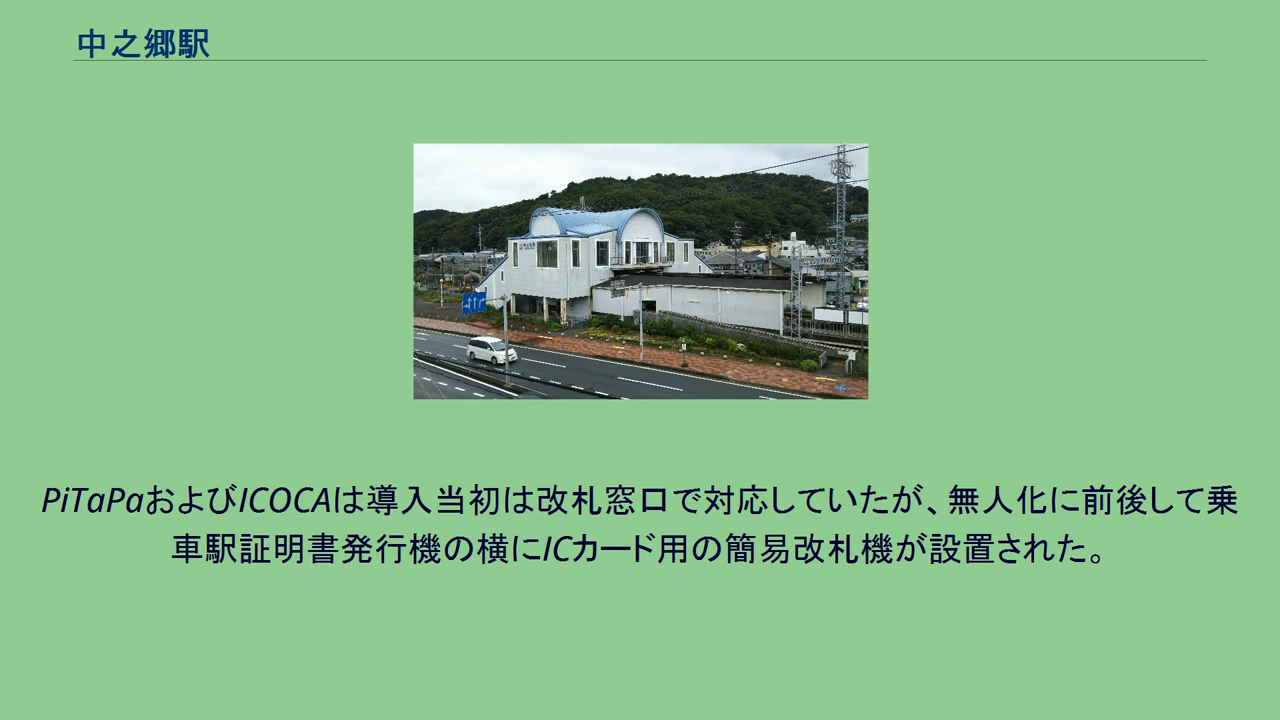 中之郷駅
PiTaPaおよびICOCAは導入当初は改札窓口で対応していたが、無人化に前後して乗
車駅証明書発行機の横にICカード用の簡易改札機が設置された。